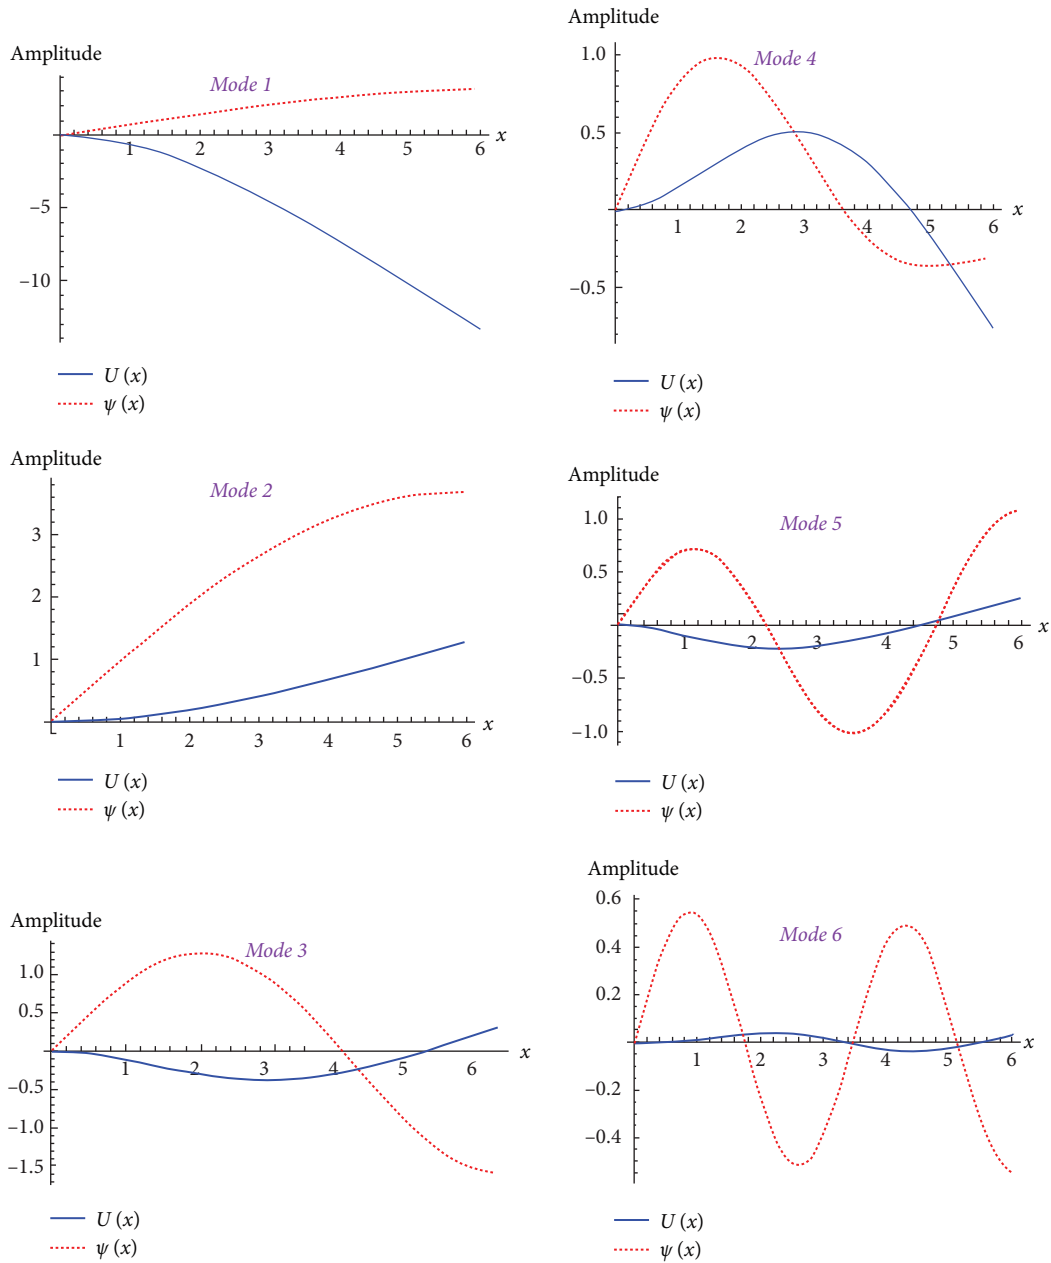 Amplitude
Mode 1
x
1 2 3 4 5 6
−5
−10
U (x)
ψ (x)
Amplitude
Mode 2
3
2
1
x
1 2 3 4 5 6
U (x)
ψ (x)
Amplitude
Mode 3
1.0
0.5
x
1 2 3 4 5 6
−0.5
−1.0
−1.5
U (x)
ψ (x)
Amplitude
1.0
Mode 4
0.5
x
1 2 3 4 5 6
−0.5
U (x)
ψ (x)
Amplitude
1.0
Mode 5
0.5
x
1 2 3 4 5 6
−0.5
−1.0
U (x)
ψ (x)
Amplitude
0.6
Mode 6
0.4
0.2
x
1 2 3 4 5 6
−0.2
−0.4
U (x)
ψ (x)